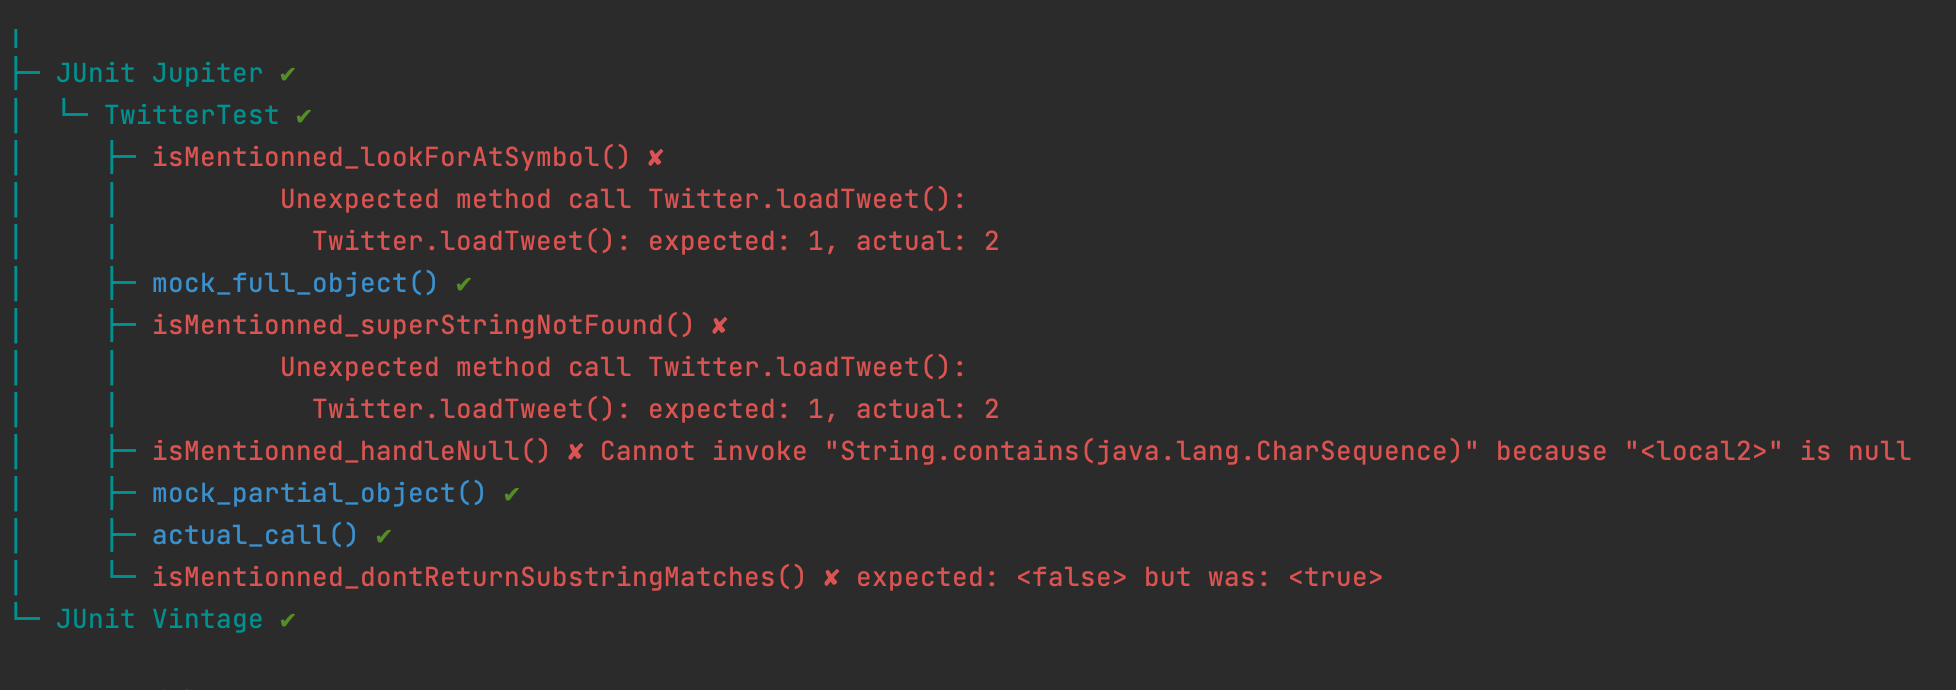 JUnit Jupiter ✔
TwitterTest ✔
isMentionned_lookForAtSymbol() ✘
Unexpected method call Twitter.loadTweet():
Twitter.loadTweet(): expected: 1, actual: 2
mock_full_object() ✔
isMentionned_superStringNotFound() ✘
Unexpected method call Twitter.loadTweet():
Twitter.loadTweet(): expected: 1, actual: 2
isMentionned_handleNull() ✘ Cannot invoke "String.contains(java.lang.CharSequence)" because "<local2>" is null
mock_partial_object() ✔
actual_call() ✔
isMentionned_dontReturnSubstringMatches() ✘ expected: <false> but was: <true>
JUnit Vintage ✔